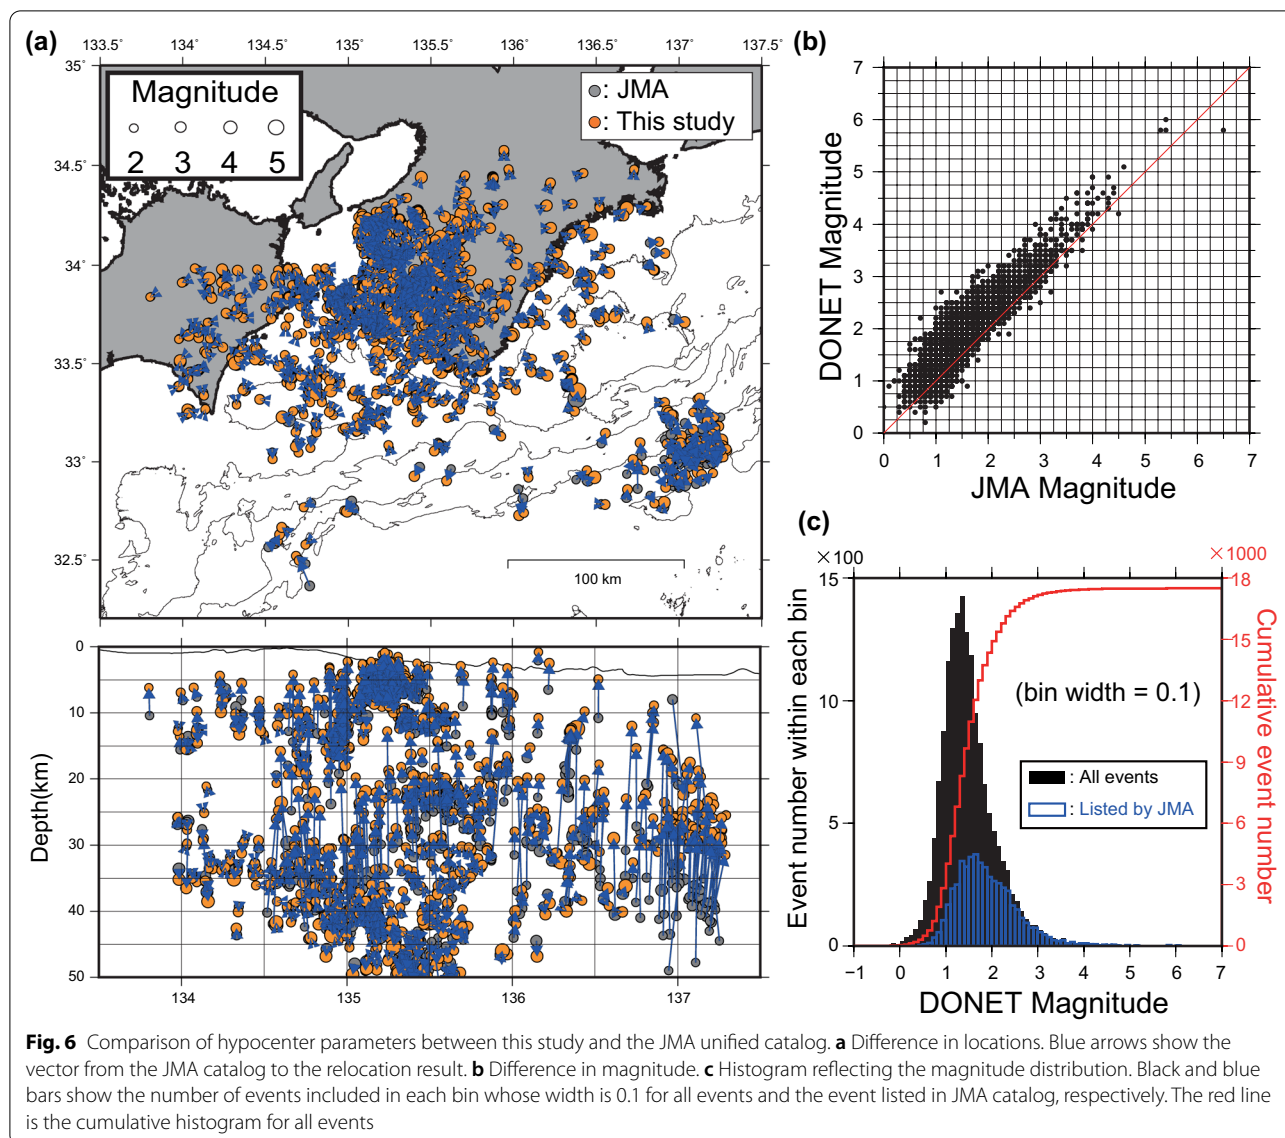 (a)
133.5° 134° 134.5° 135° 135.5° 136° 136.5° 137° 137.5°
35°
34.5°
34°
33.5°
33°
32.5°
Magnitude
2 3 4 5
: JMA
: This study
100 km
0
10
20
30
40
50
Depth(km)
134 135 136 137
(b)
7
6
5
4
3
2
1
0
DONET Magnitude
0 1 2 3 4 5 6 7
JMA Magnitude
(c)
×100
×1000
15
10
5
0
Event number within each bin
18
15
12
9
6
3
0
Cumulative event number
(bin width = 0.1)
: All events
: Listed by JMA
−1 0 1 2 3 4 5 6 7
DONET Magnitude
Fig. 6 Comparison of hypocenter parameters between this study and the JMA unified catalog. a Difference in locations. Blue arrows show the
vector from the JMA catalog to the relocation result. b Difference in magnitude. c Histogram reflecting the magnitude distribution. Black and blue
bars show the number of events included in each bin whose width is 0.1 for all events and the event listed in JMA catalog, respectively. The red line
is the cumulative histogram for all events